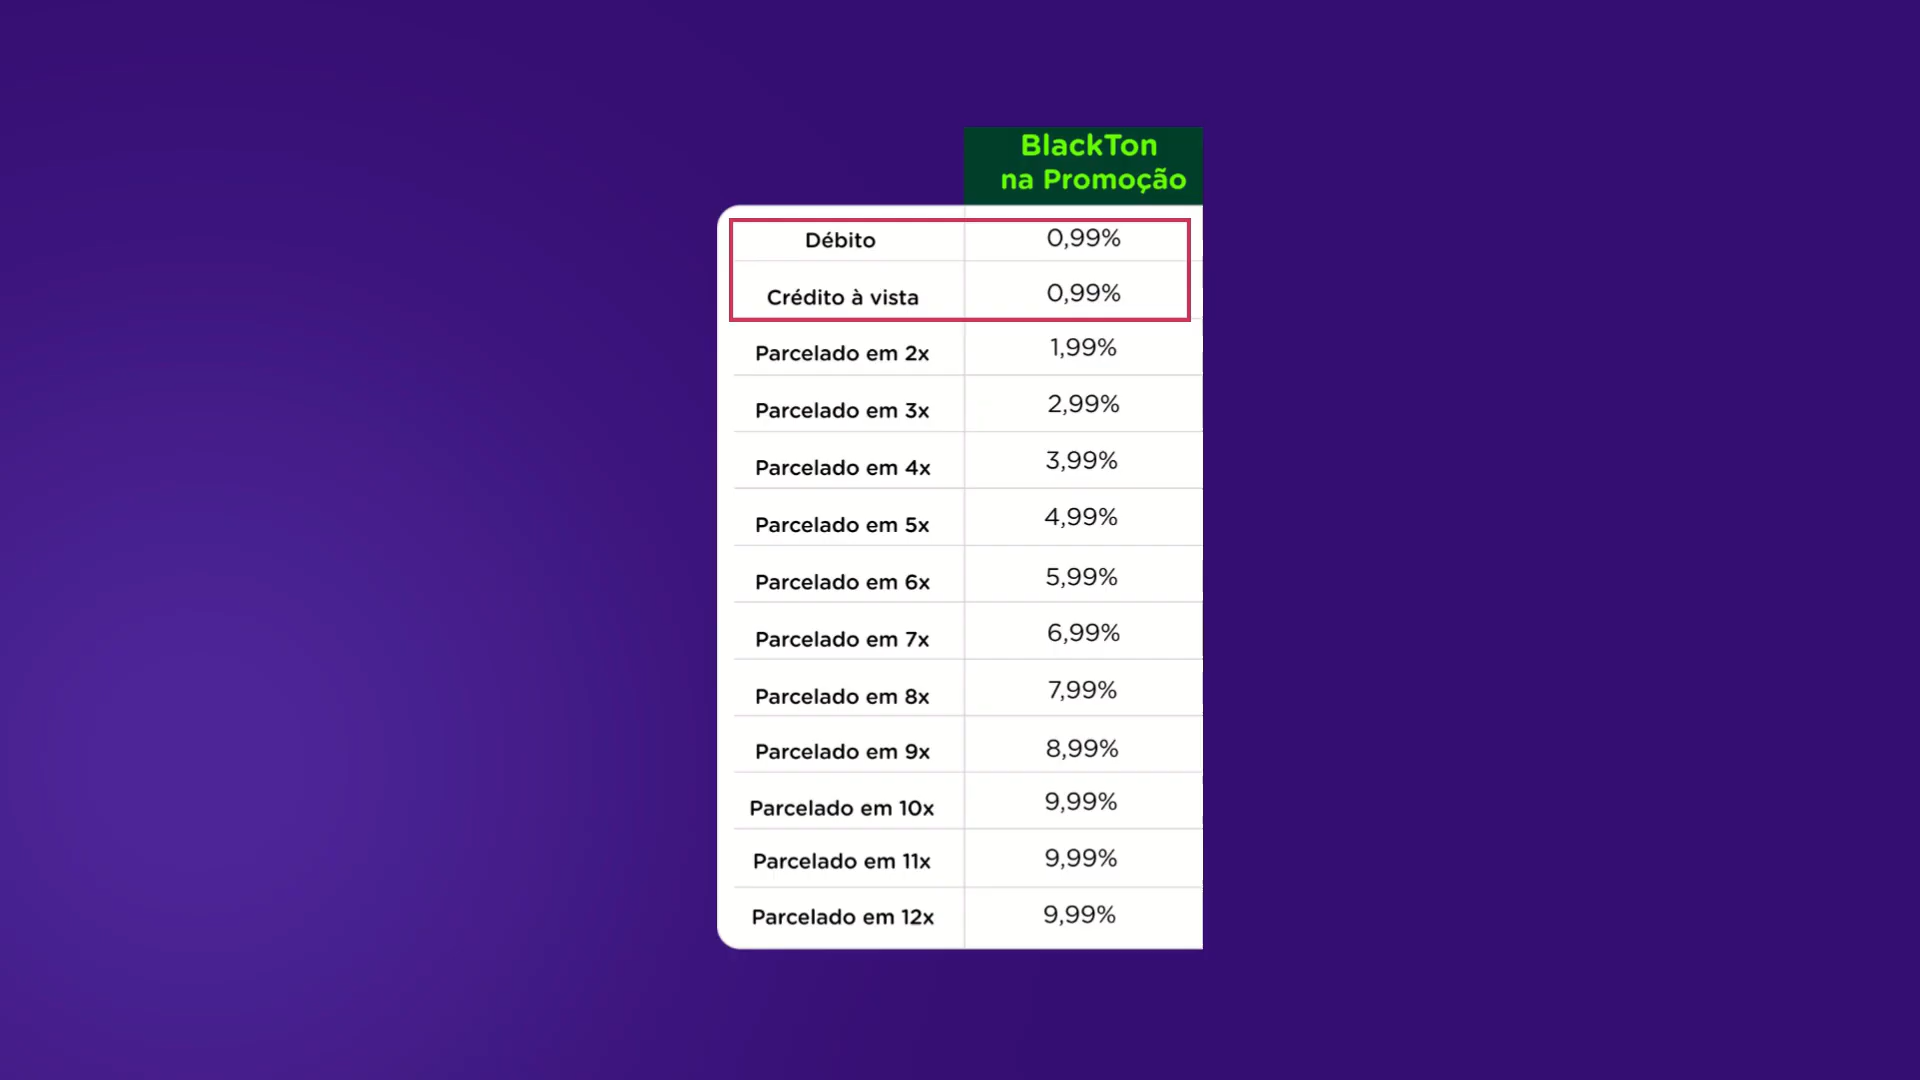 BlackTon
na Promoção
Débito 0,99%
Crédito à vista 0,99%
Parcelado em 2x 1,99%
Parcelado em 3x 2,99%
Parcelado em 4x 3,99%
Parcelado em 5x 4,99%
Parcelado em 6x 5,99%
Parcelado em 7x 6,99%
Parcelado em 8x 7,99%
Parcelado em 9x 8,99%
Parcelado em 10x 9,99%
Parcelado em 11x 9,99%
Parcelado em 12x 9,99%